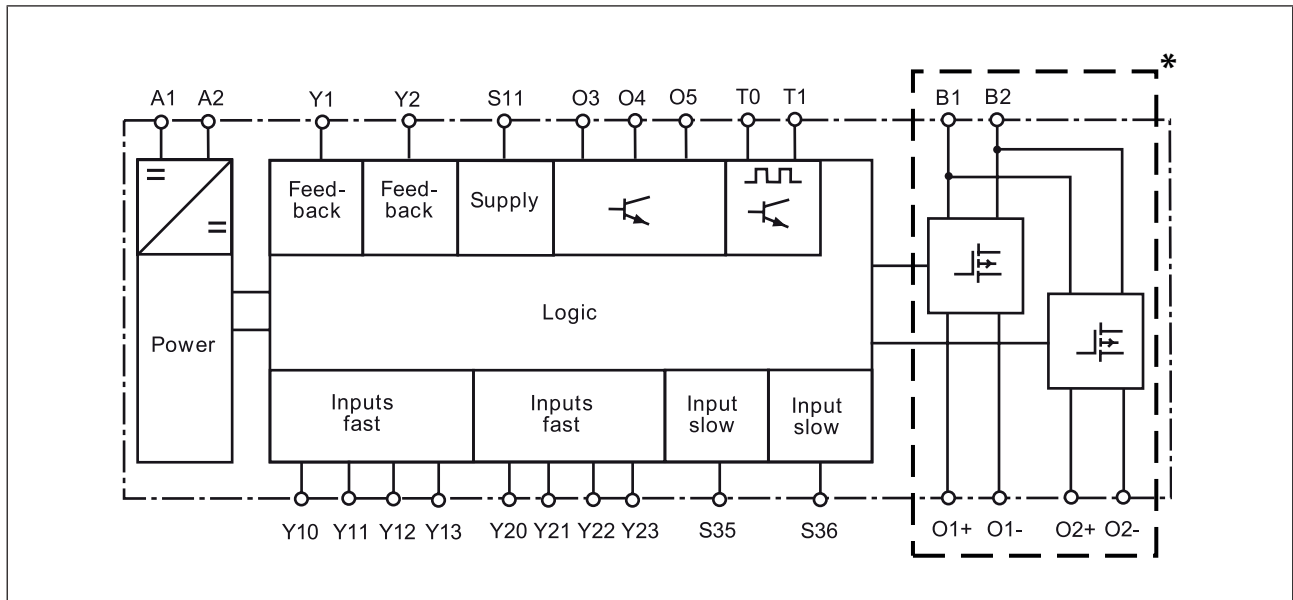 *
A1 A2 Y1 Y2 S11 O3 O4 O5 T0 T1 B1 B2
Feed-
back
Feed-
back
Supply
Logic
Power
Inputs
fast
Inputs
fast
Input
slow
Input
slow
Y10 Y11 Y12 Y13 Y20 Y21 Y22 Y23 S35 S36 O1+ O1- O2+ O2-